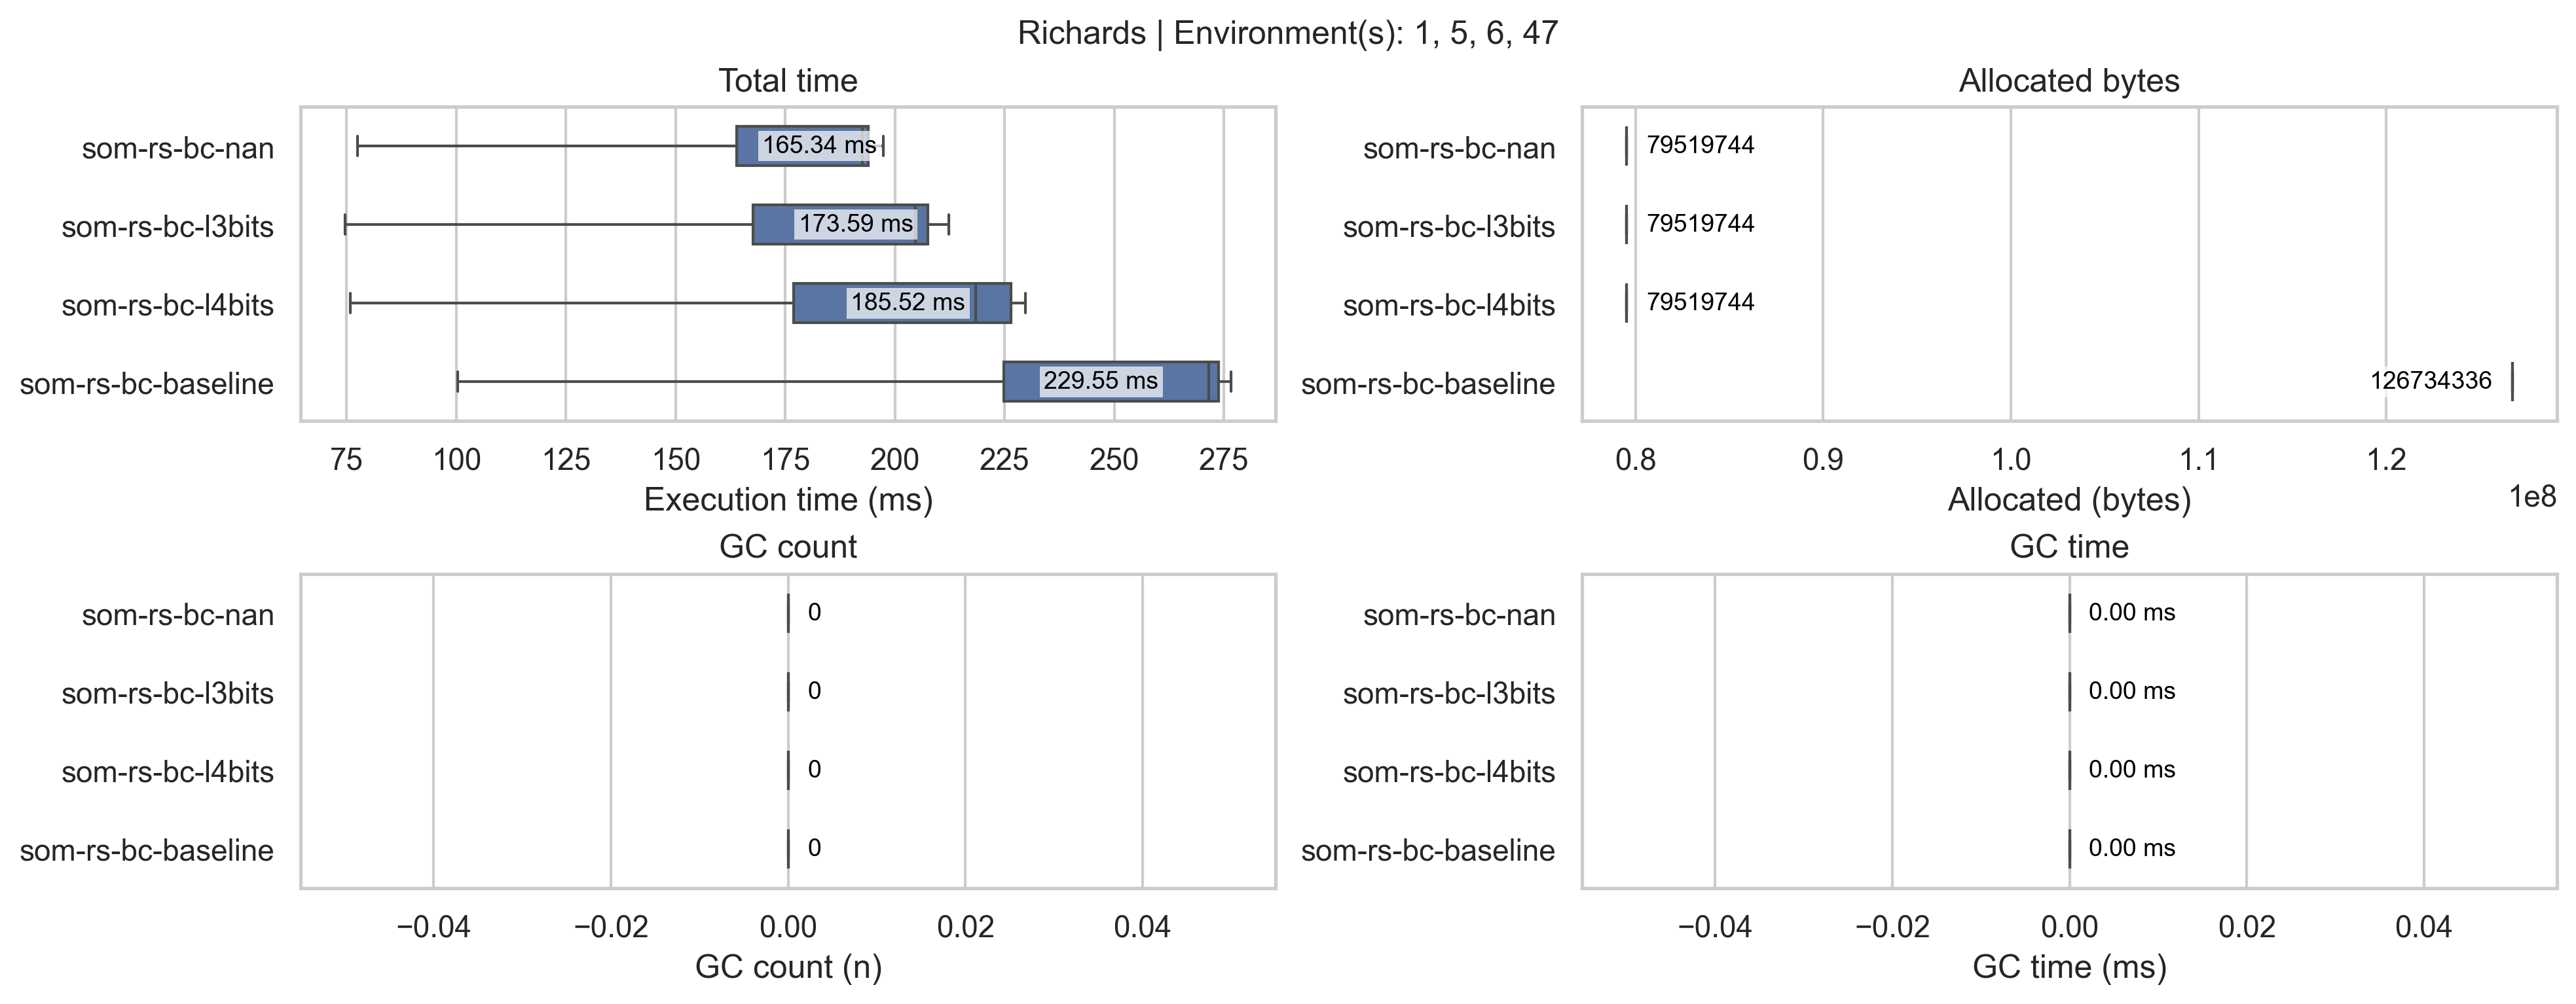 Richards | Environment(s): 1, 5, 6, 47
Total time
som-rs-bc-nan
165.34 ms
som-rs-bc-l3bits
173.59 ms
som-rs-bc-l4bits
185.52 ms
som-rs-bc-baseline
229.55 ms
75 100 125 150 175 200 225 250 275
Execution time (ms)
Allocated bytes
som-rs-bc-nan
79519744
som-rs-bc-l3bits
79519744
som-rs-bc-l4bits
79519744
som-rs-bc-baseline
126734336
0.8 0.9 1.0 1.1 1.2
1e8
Allocated (bytes)
GC count
som-rs-bc-nan
0
som-rs-bc-l3bits
0
som-rs-bc-l4bits
0
som-rs-bc-baseline
0
−0.04 −0.02 0.00 0.02 0.04
GC count (n)
GC time
som-rs-bc-nan
0.00 ms
som-rs-bc-l3bits
0.00 ms
som-rs-bc-l4bits
0.00 ms
som-rs-bc-baseline
0.00 ms
−0.04 −0.02 0.00 0.02 0.04
GC time (ms)